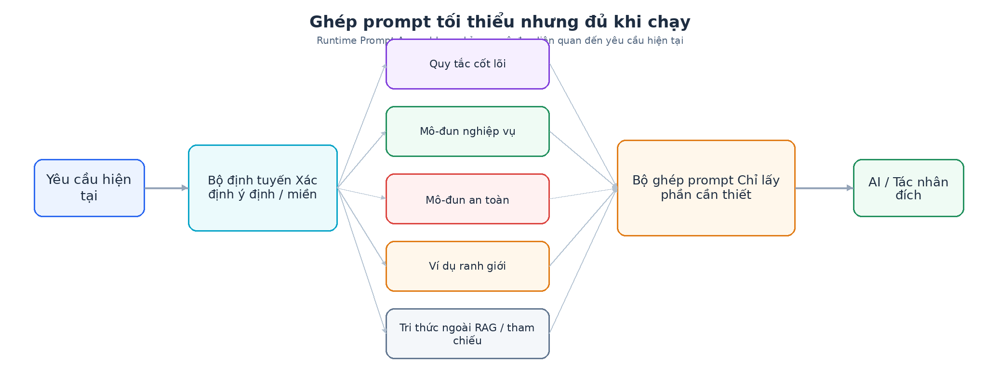 Ghép prompt tối thiểu nhưng đủ khi chạy
Runtime quan đến yêu cầu hiện tại
Quy tắc cốt lõi
Mô-đun nghiệp vụ
Yêu cầu hiện
tại
Bộ định tuyến Xác
định ý định / miền
Mô-đun an toàn
Bộ ghép prompt Chỉ lấy
phần cần thiết
AI / Tác nhân
đích
Ví dụ ranh giới
Tri thức ngoài RAG / tham
chiếu